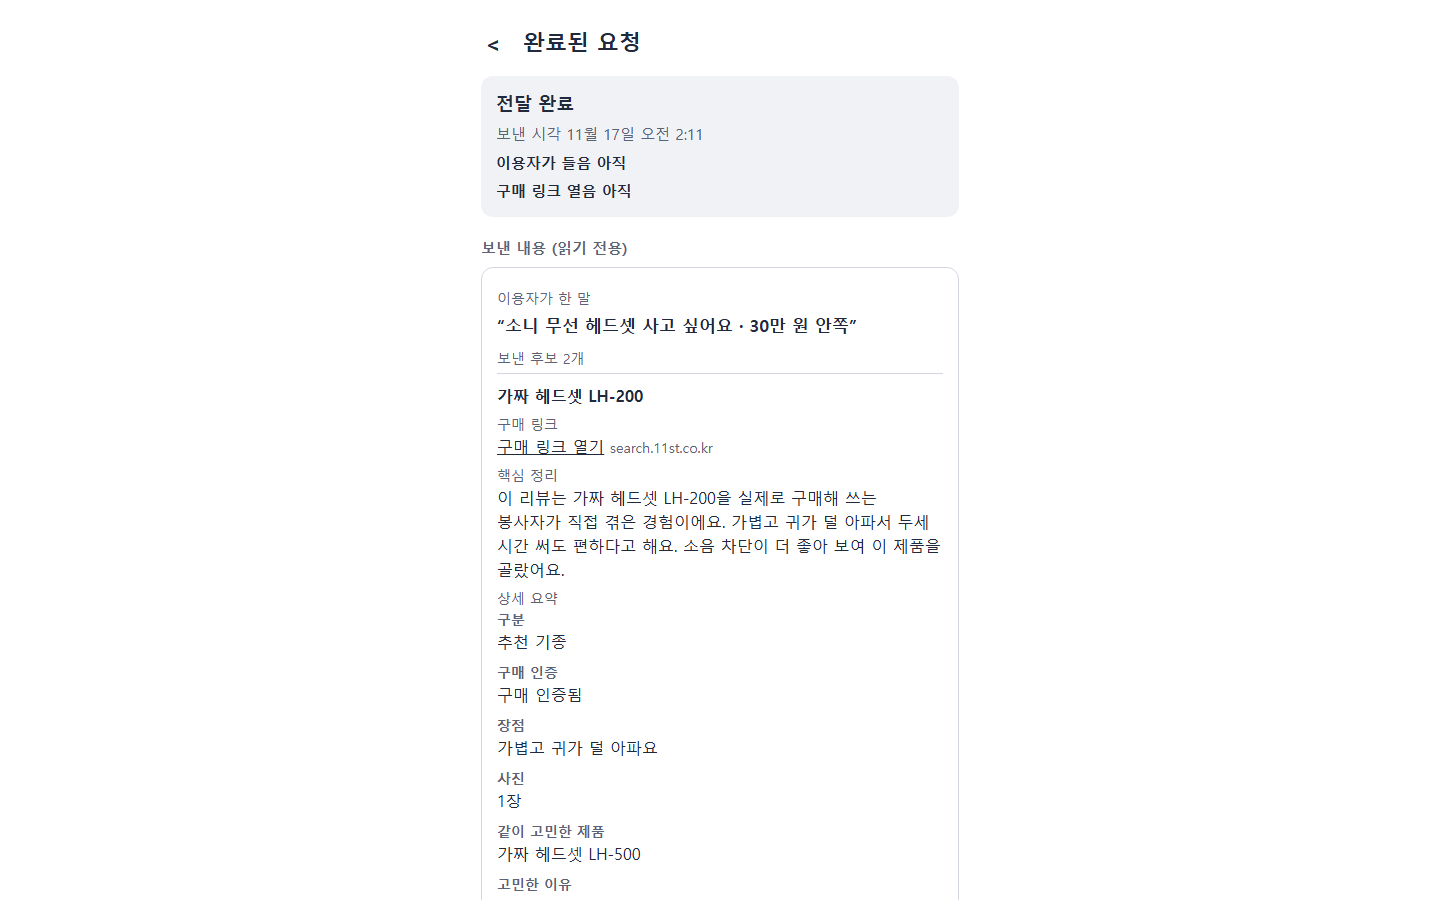 < 완료된 요청
전달 완료
보낸 시각 11월 17일 오전 2:11
이용자가 들음 아직
구매 링크 열음 아직
보낸 내용 (읽기 전용)
이용자가 한 말
“소니 무선 헤드셋 사고 싶어요 · 30만 원 안쪽”
보낸 후보 2개
가짜 헤드셋 LH-200
구매 링크
구매 링크 열기 search.11st.co.kr
핵심 정리
이 리뷰는 가짜 헤드셋 LH-200을 실제로 구매해 쓰는
봉사자가 직접 겪은 경험이에요. 가볍고 귀가 덜 아파서 두세
시간 써도 편하다고 해요. 소음 차단이 더 좋아 보여 이 제품을
골랐어요.
상세 요약
구분
추천 기종
구매 인증
구매 인증됨
장점
가볍고 귀가 덜 아파요
사진
1장
같이 고민한 제품
가짜 헤드셋 LH-500
고민한 이유